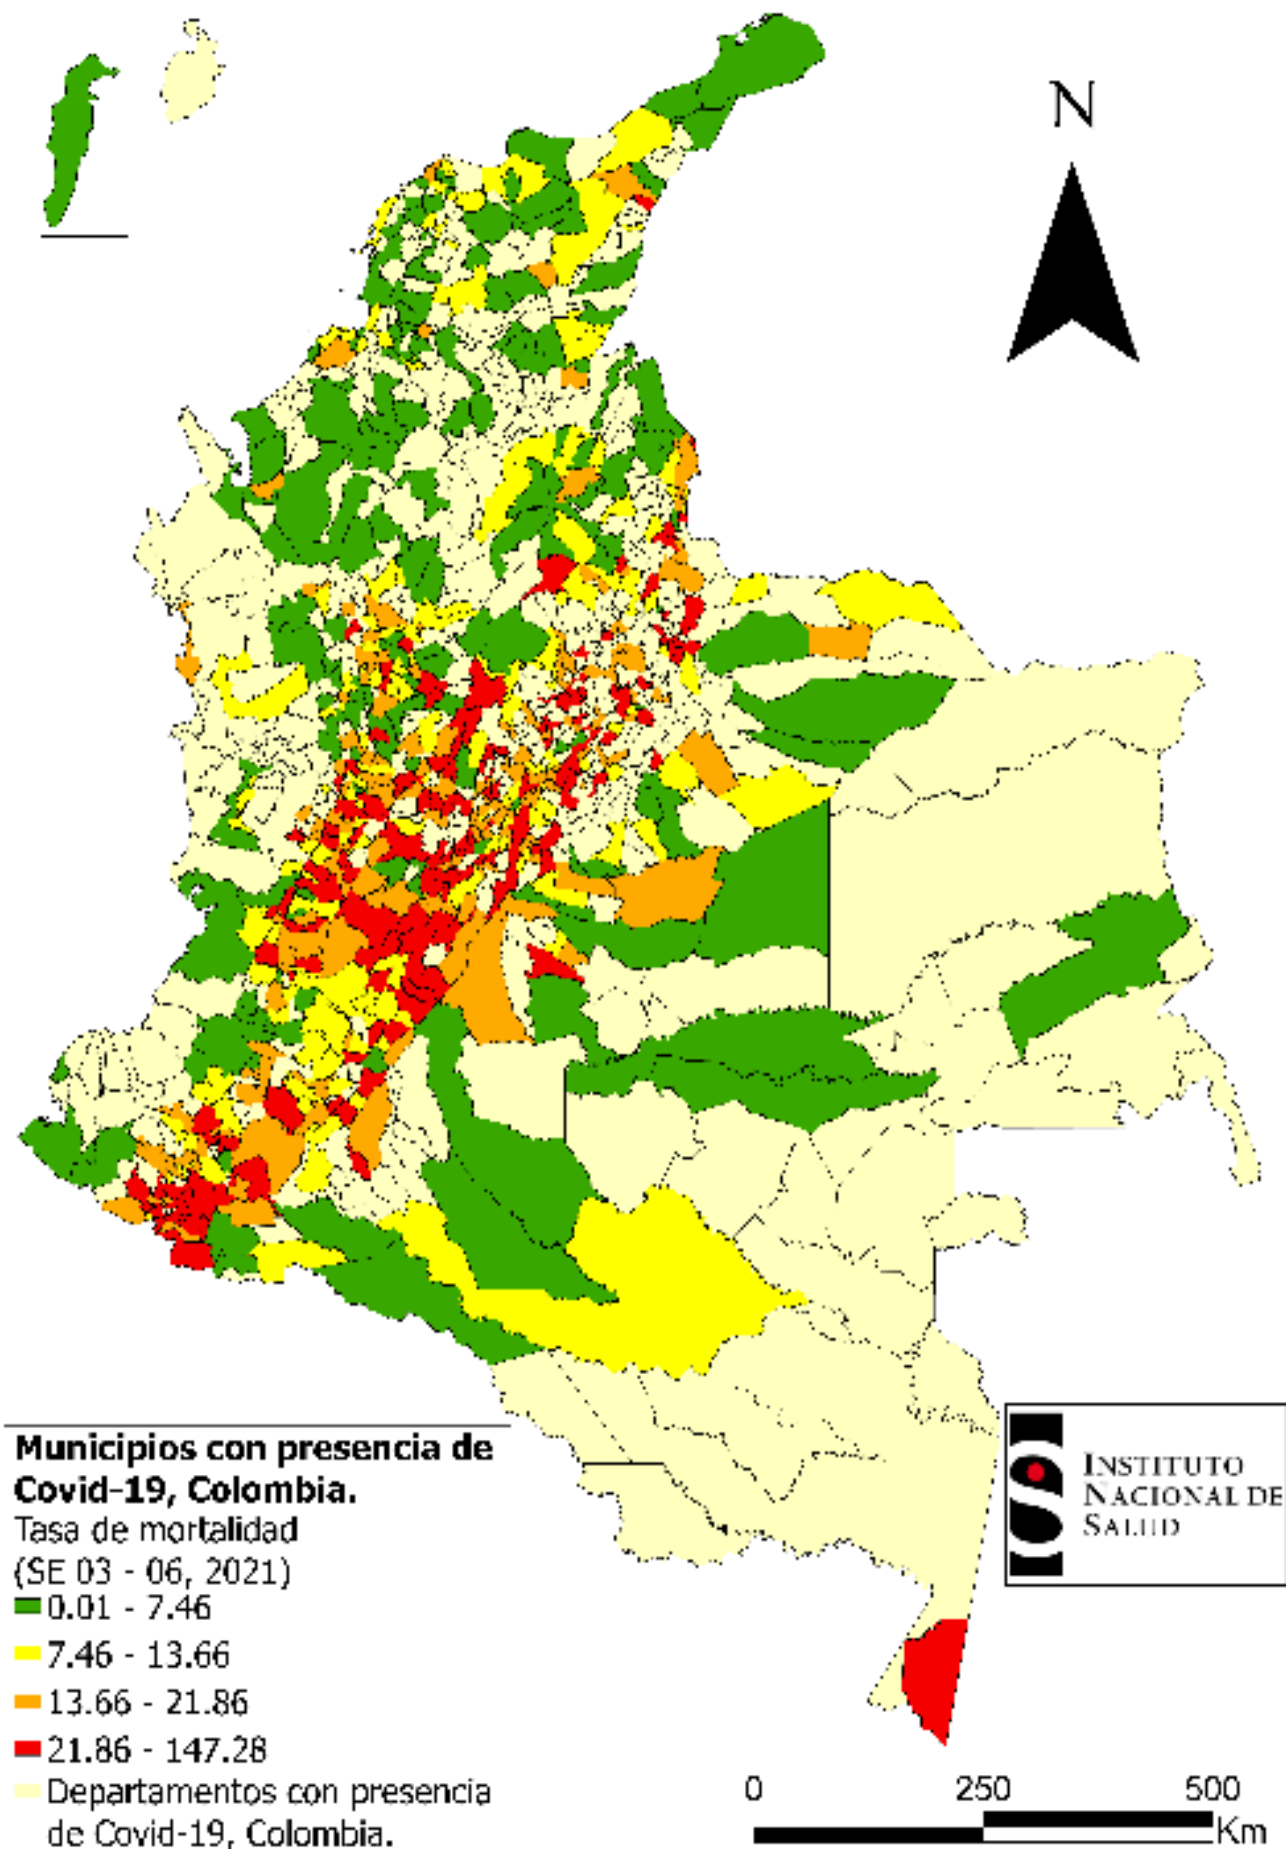 N
Municipios con presencia de
Covid-19, Colombia.
Tasa de mortalidad
(SE 03 - 06, 2021)
0.01 - 7.46
7.46 - 13.66
13.66 - 21.86
21.86 - 147.28
Departamentos con presencia
de Covid-19, Colombia.
INSTITUTO
NACIONAL DE
SALUD
0 250 500
Km